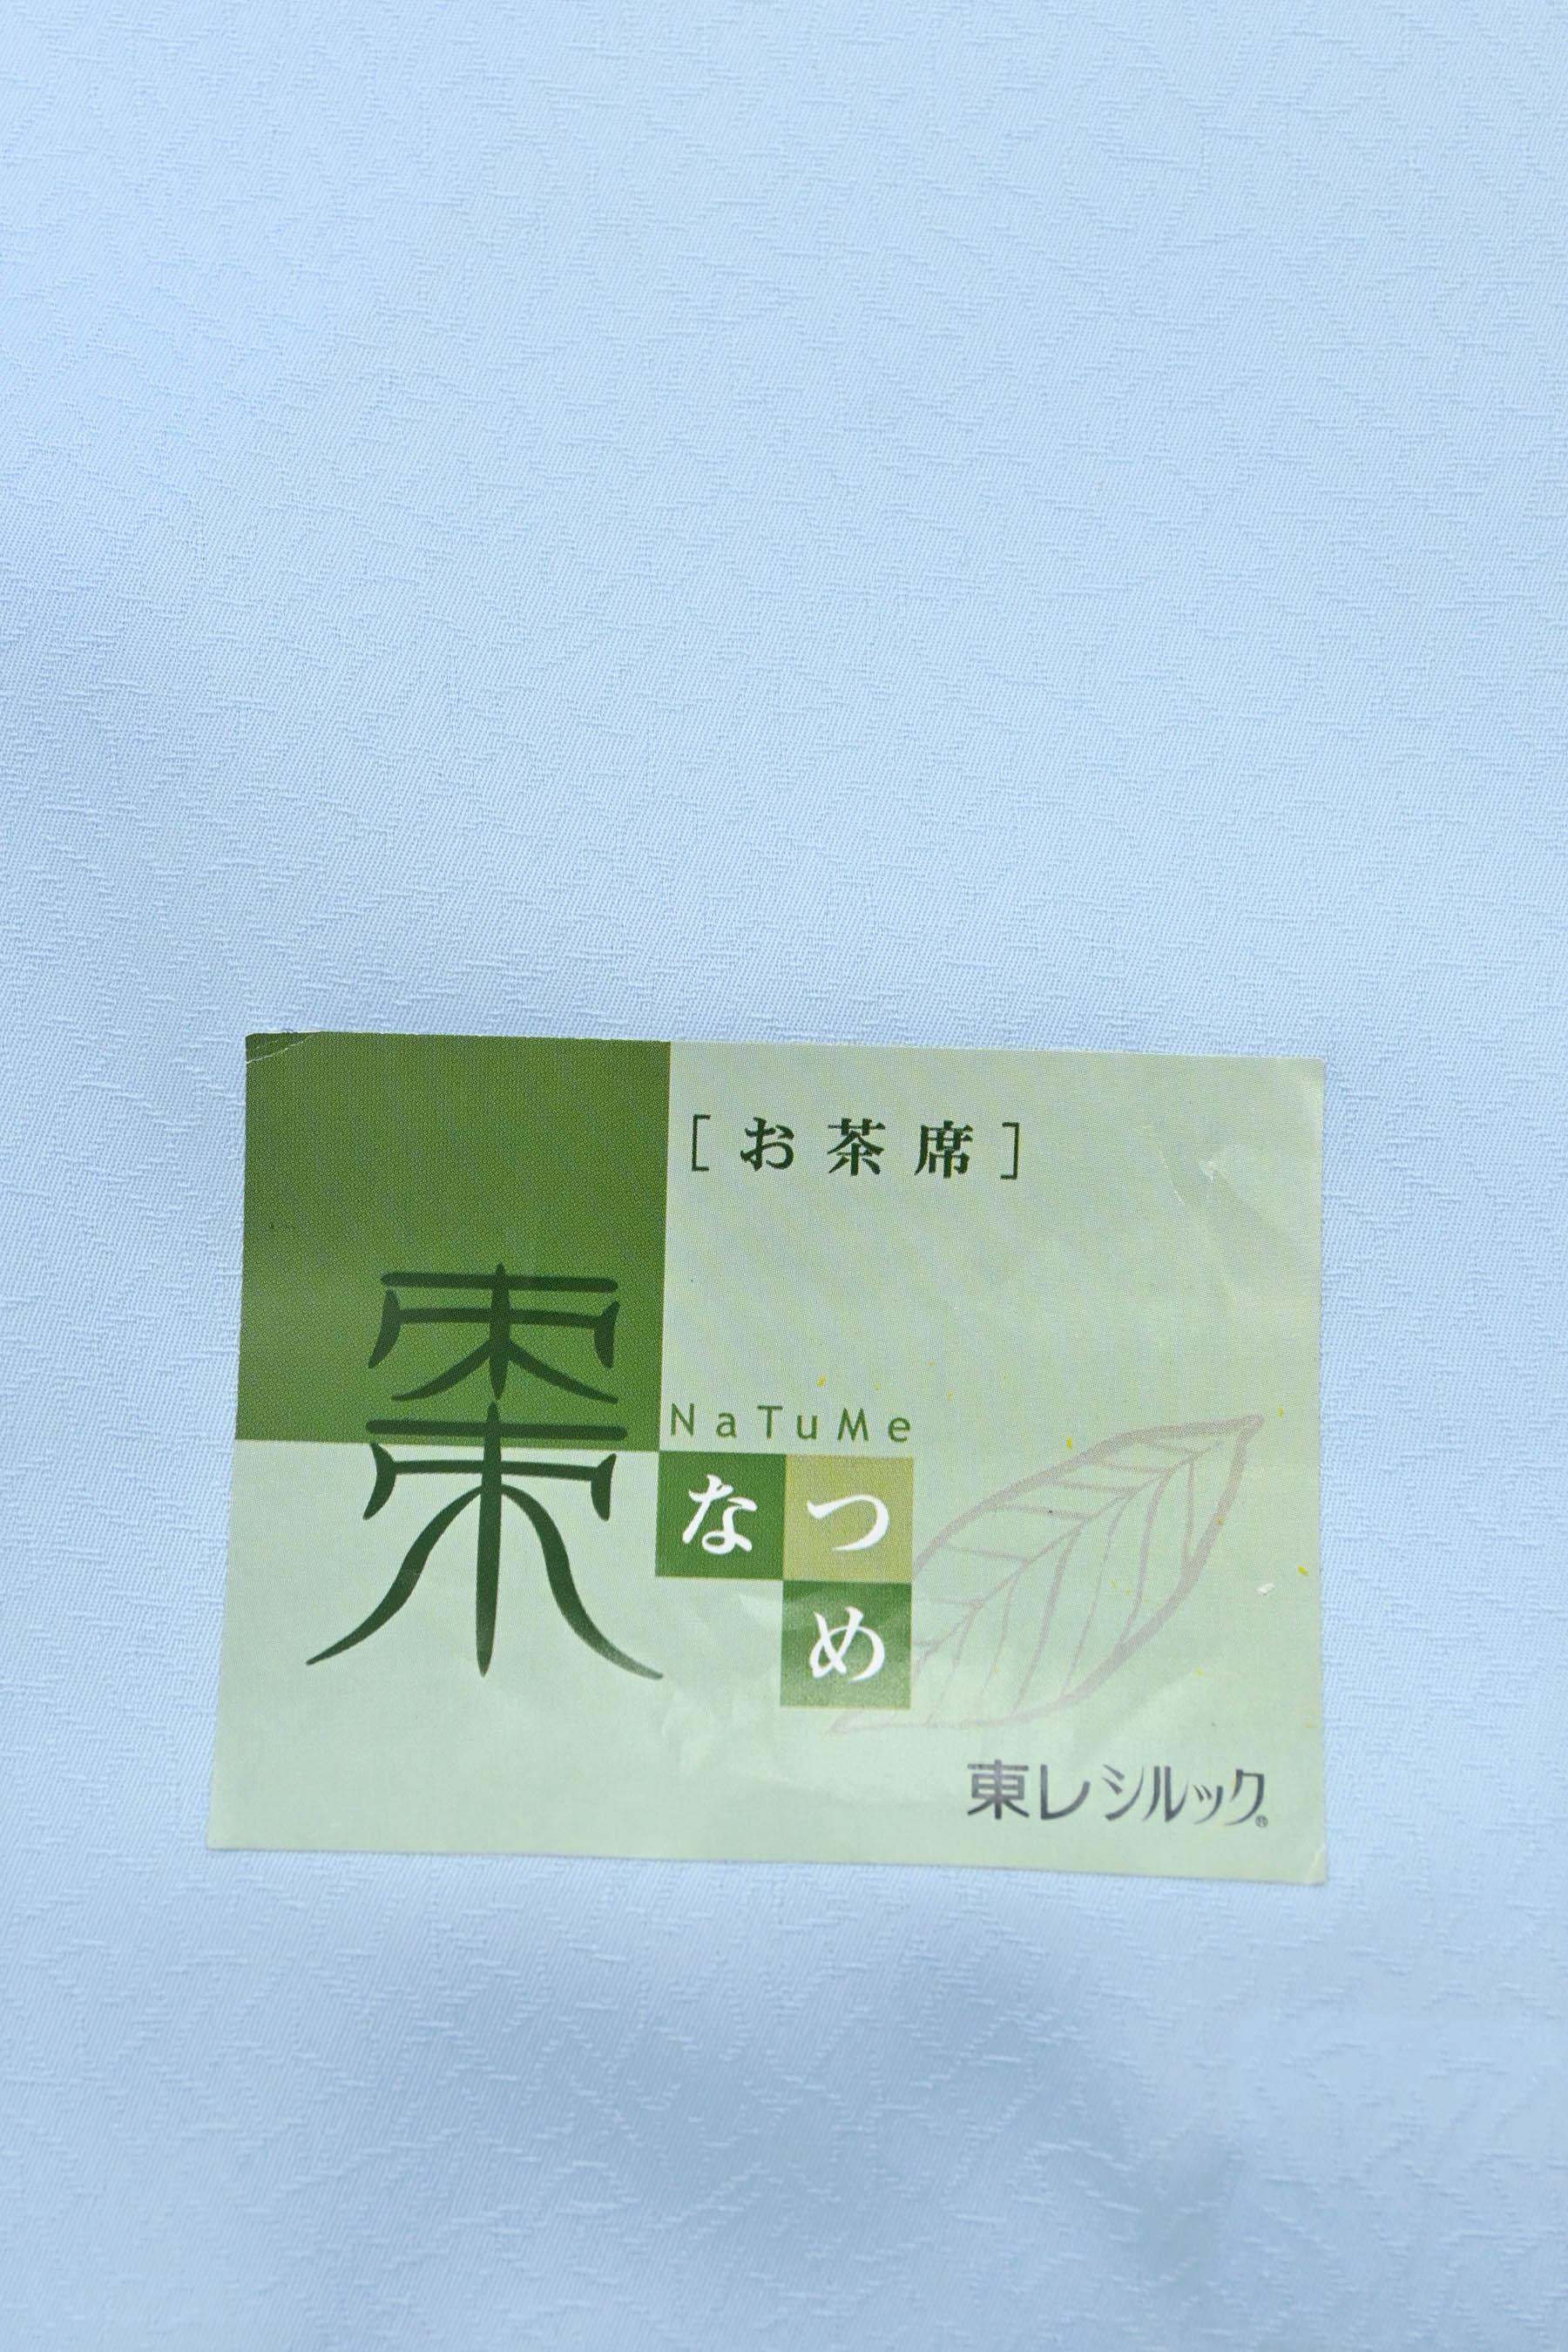 [お茶席]
棗
NaTuMe
なつ
め
東レシルック®